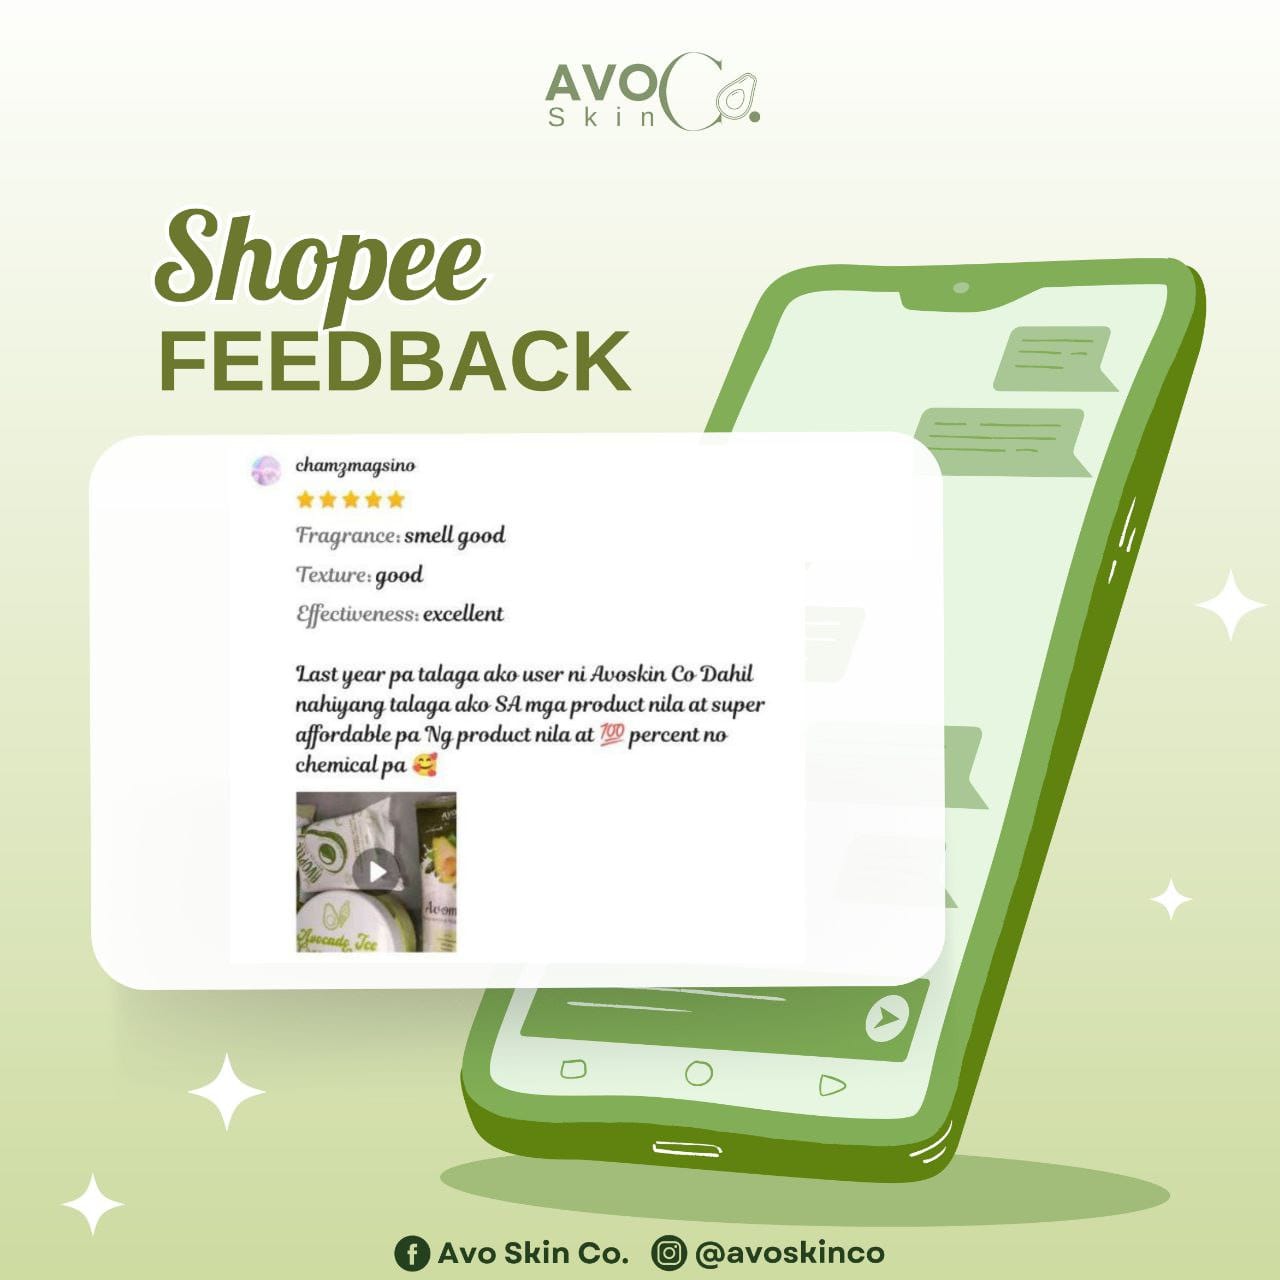 AVO Co.
Skin
Shopee
FEEDBACK
chamzmagsino
Fragrance: smell good
Texture: good
Effectiveness: excellent
Last year pa talaga ako user ni Avoskin Co Dahil
nahiyang talaga ako SA mga product nila at super
affordable pa Ng product nila at 💯 percent no
chemical pa 🥰
AVO
Avocado Ice
Avo Skin Co. @avoskinco